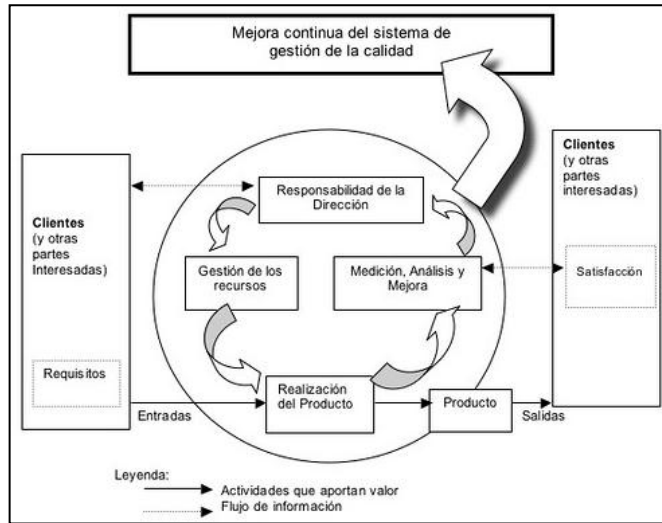 Mejora continua del sistema de
gestión de la calidad
Clientes
(y otras
partes
Interesadas)
Requisitos
Responsabilidad de la
Dirección
Gestión de los
recursos
Medición, Análisis y
Mejora
Realización
del Producto
Producto
Entradas
Salidas
Clientes
(y otras
partes
interesadas)
Satisfacción
Leyenda:
Actividades que aportan valor
Flujo de información